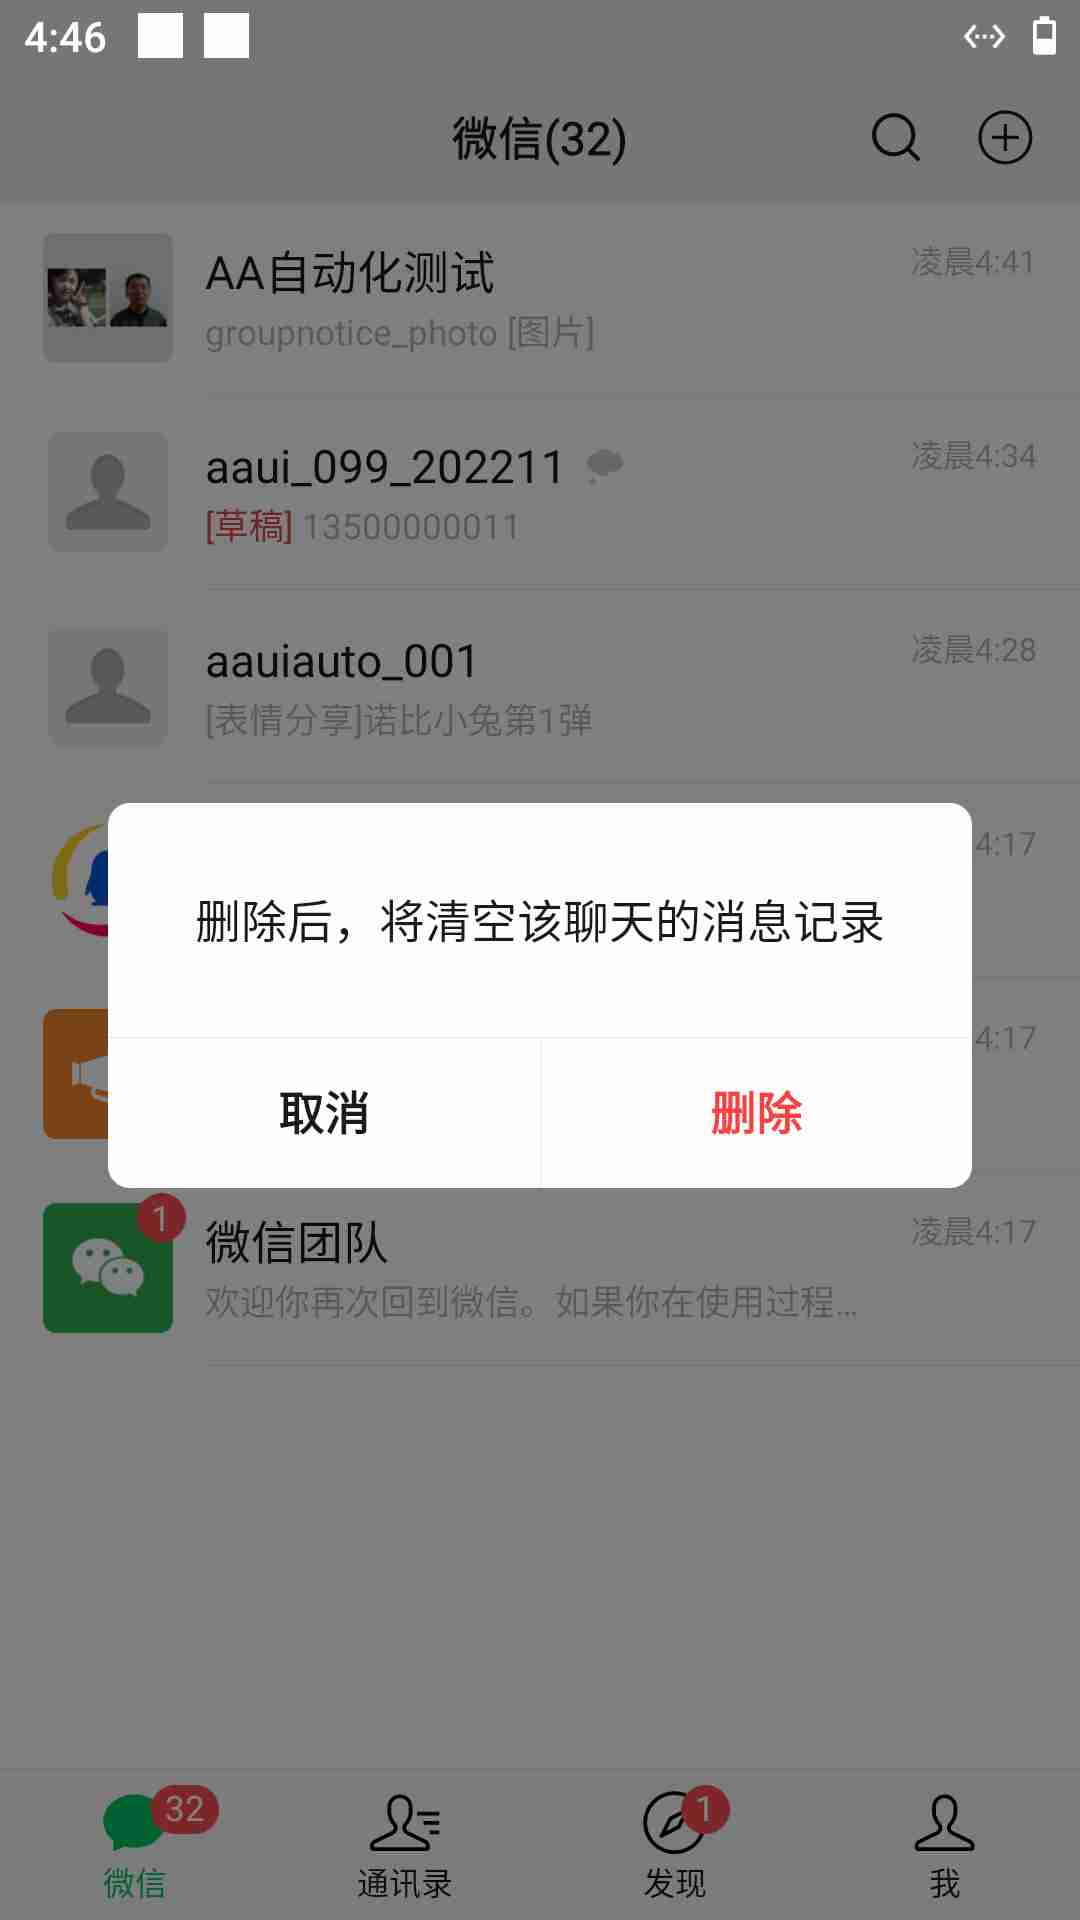 4:46
微信(32)
AA自动化测试
凌晨4:41
groupnotice_photo [图片]
aaui_099_202211
凌晨4:34
[草稿] 13500000011
aauiauto_001
凌晨4:28
[表情分享]诺比小兔第1弹
4:17
删除后，将清空该聊天的消息记录
4:17
取消
删除
1
微信团队
凌晨4:17
欢迎你再次回到微信。如果你在使用过程...
32
1
微信
通讯录
发现
我